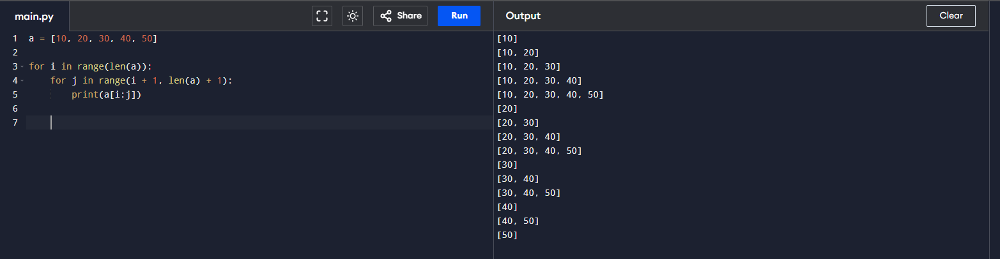 main.py
Share
Run
Output
Clear
1 a = [10, 20, 30, 40, 50]
2
3 for i in range(len(a)):
4     for j in range(i + 1, len(a) + 1):
5         print(a[i:j])
6
7
[10]
[10, 20]
[10, 20, 30]
[10, 20, 30, 40]
[10, 20, 30, 40, 50]
[20]
[20, 30]
[20, 30, 40]
[20, 30, 40, 50]
[30]
[30, 40]
[30, 40, 50]
[40]
[40, 50]
[50]